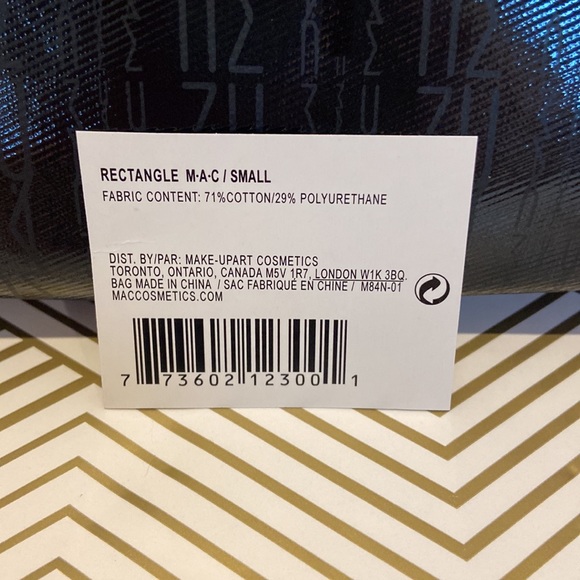 RECTANGLE M·A·C / SMALL
FABRIC CONTENT: 71%COTTON/29% POLYURETHANE
DIST. BY/PAR: MAKE-UPART COSMETICS
TORONTO, ONTARIO, CANADA M5V 1R7, LONDON W1K 3BQ.
BAG MADE IN CHINA / SAC FABRIQUÉ EN CHINE / M84N-01
MACCOSMETICS.COM
7 73602 12300 1